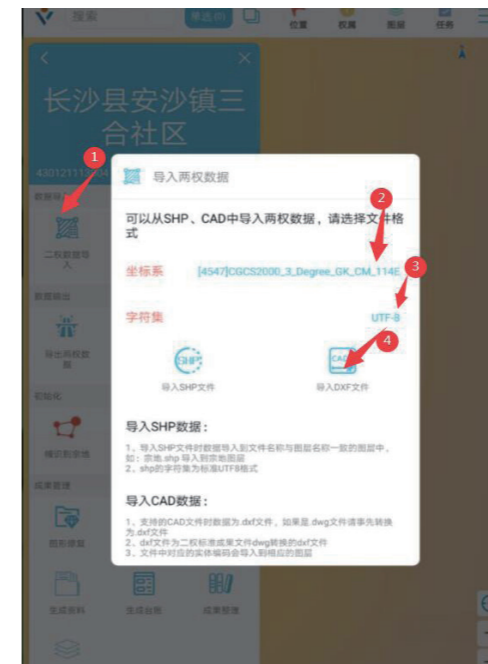 搜索
单选(0)
位置
权属
图层
任务
长沙县安沙镇三
合社区
1
二权数据导
入
数据输出
导出两权数
据
初始化
成果管理
图形修复
生成资料
生成台账
成果整理
导入两权数据
可以从SHP、CAD中导入两权数据，请选择文件格
式
2
坐标系
[4547]CGCS2000_3_Degree_GK_CM_114E
3
字符集
UTF-8
4
SHP
CAD
导入SHP文件
导入DXF文件
导入SHP数据：
1、导入SHP文件时数据导入到文件名称与图层名称一致的图层中，
如：宗地.shp 导入到宗地图层
2、shp的字符集为标准UTF8格式
导入CAD数据：
1、支持的CAD文件时数据为.dxf文件，如果是.dwg文件请事先转换
为.dxf文件
2、dxf文件为二权标准成果文件dwg转换的dxf文件
3、文件中对应的实体编码会导入到相应的图层